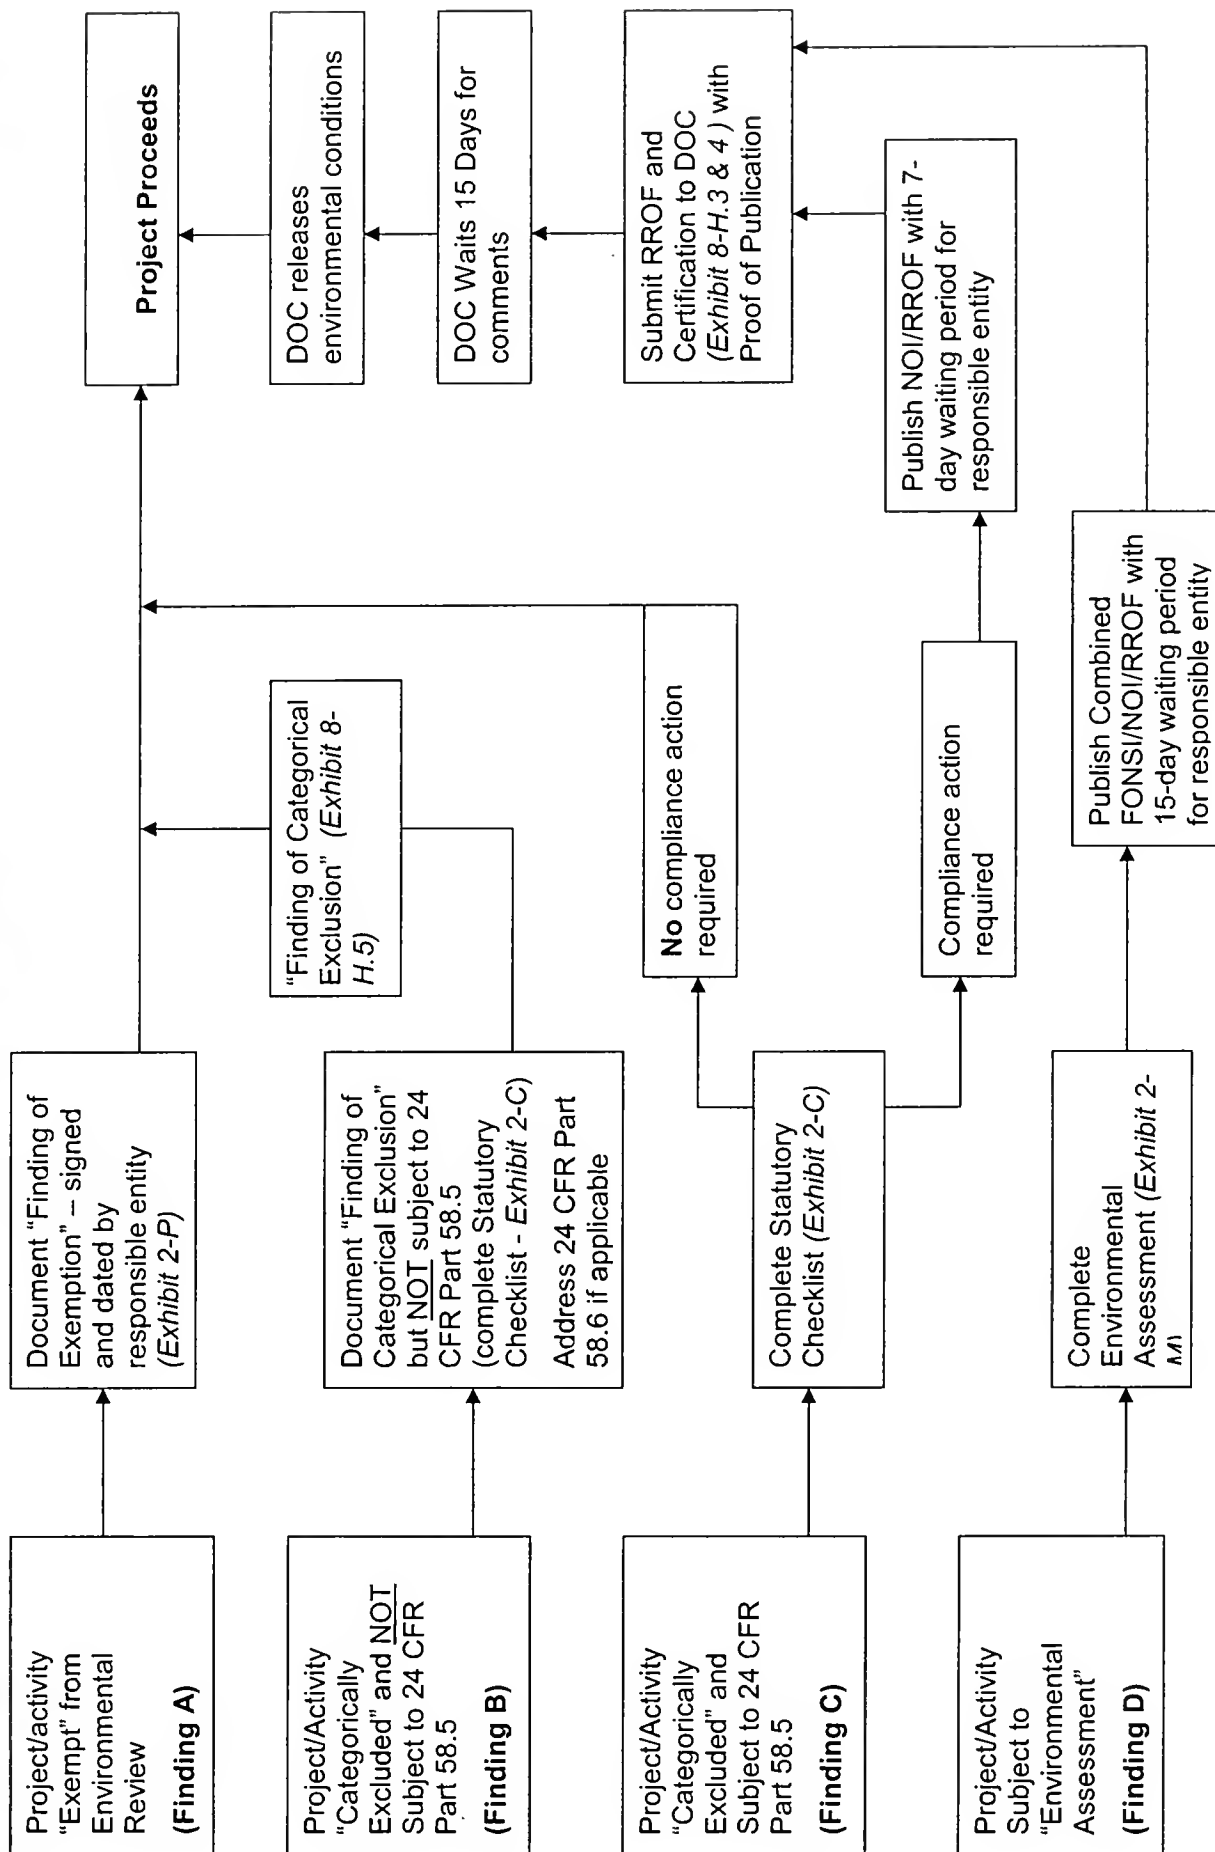 Project/activity
“Exempt” from
Environmental
Review
(Finding A)
Document “Finding of
Exemption” – signed
and dated by
responsible entity
(Exhibit 2-P)
Project Proceeds
Project/Activity
“Categorically
Excluded” and NOT
Subject to 24 CFR
Part 58.5
(Finding B)
Document “Finding of
Categorical Exclusion”
but NOT subject to 24
CFR Part 58.5
(complete Statutory
Checklist - Exhibit 2-C)
Address 24 CFR Part
58.6 if applicable
“Finding of Categorical
Exclusion” (Exhibit 8-
H.5)
DOC releases
environmental conditions
DOC Waits 15 Days for
comments
Project/Activity
“Categorically
Excluded” and
Subject to 24 CFR
Part 58.5
(Finding C)
Complete Statutory
Checklist (Exhibit 2-C)
No compliance action
required
Compliance action
required
Publish NOI/RROF with 7-
day waiting period for
responsible entity
Submit RROF and
Certification to DOC
(Exhibit 8-H.3 & 4 ) with
Proof of Publication
Project/Activity
Subject to
“Environmental
Assessment”
(Finding D)
Complete
Environmental
Assessment (Exhibit 2-
Publish Combined
FONSI/NOI/RROF with
15-day waiting period
for responsible entity